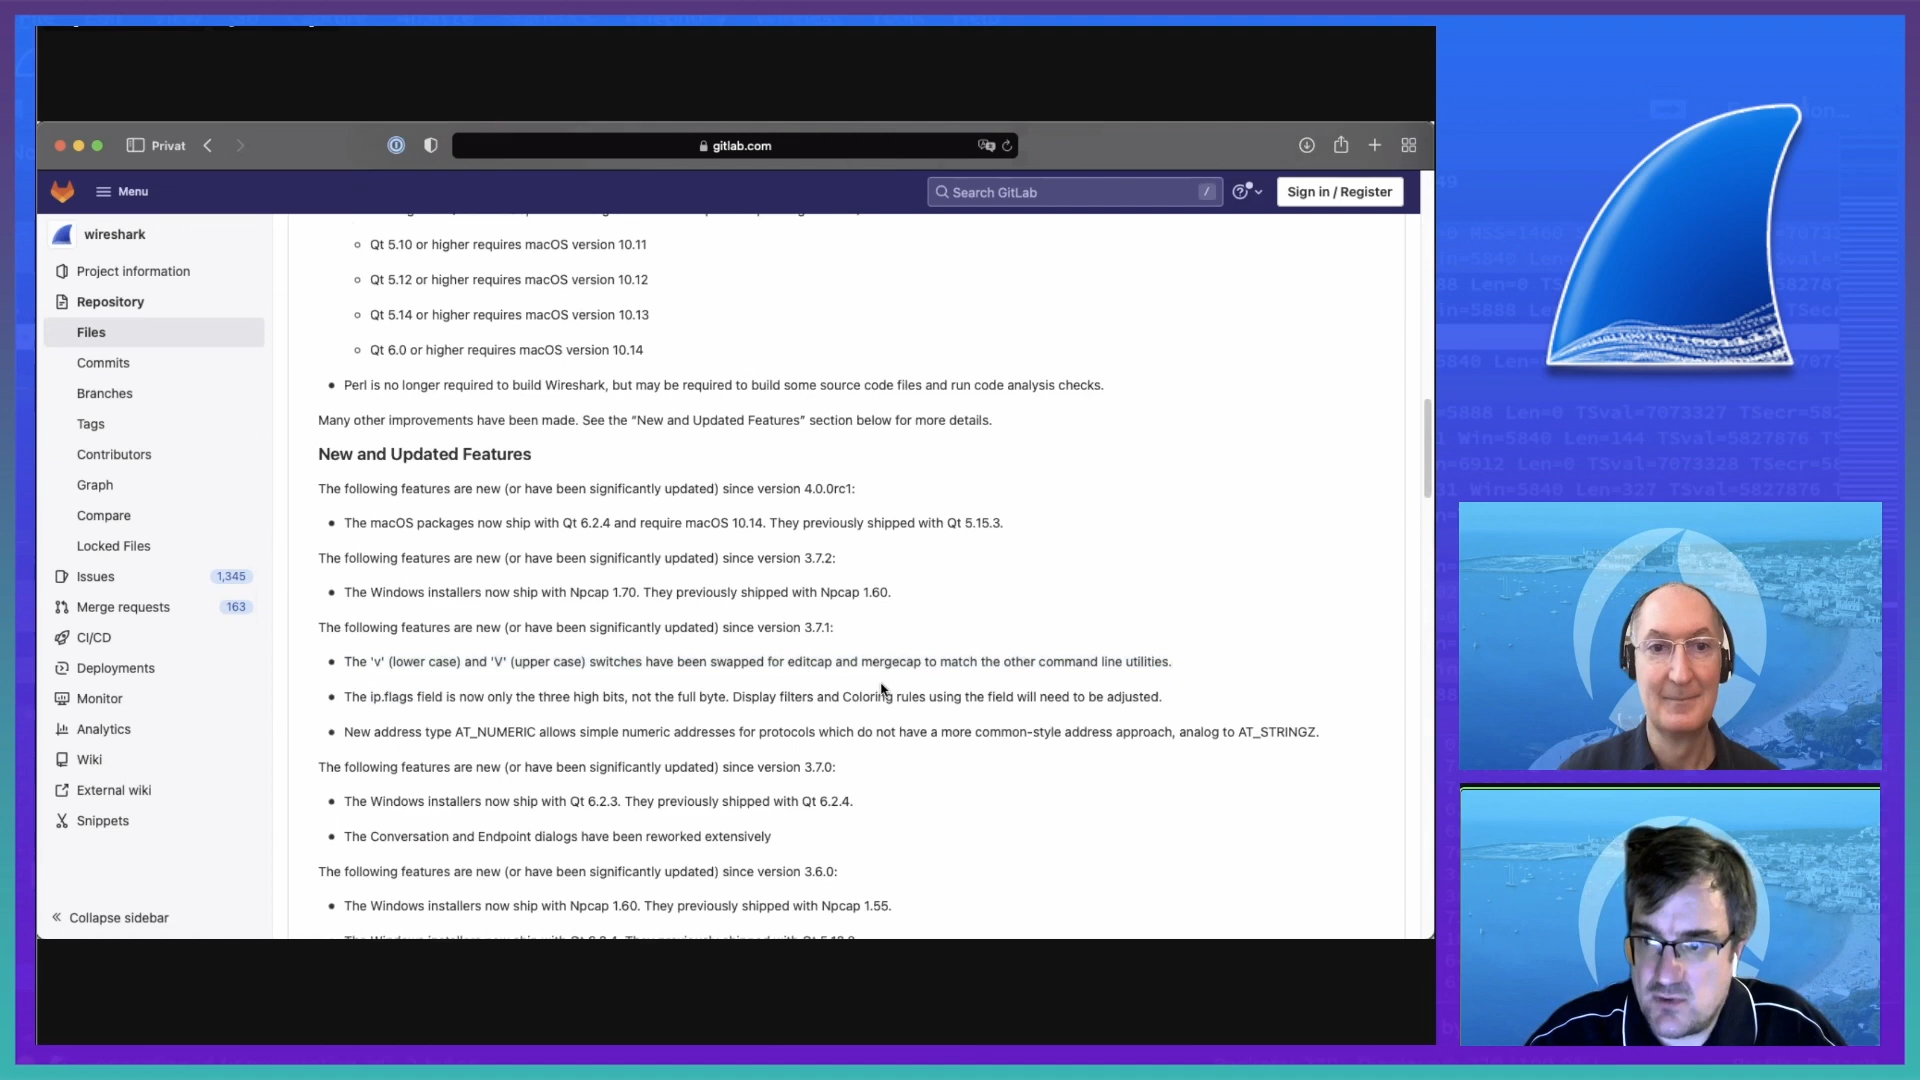 Privat
gitlab.com
Menu
Search GitLab
/
Sign in / Register
wireshark
Project information
Repository
Files
Commits
Branches
Tags
Contributors
Graph
Compare
Locked Files
Issues 1,345
Merge requests 163
CI/CD
Deployments
Monitor
Analytics
Wiki
External wiki
Snippets
Collapse sidebar
Qt 5.10 or higher requires macOS version 10.11
Qt 5.12 or higher requires macOS version 10.12
Qt 5.14 or higher requires macOS version 10.13
Qt 6.0 or higher requires macOS version 10.14
Perl is no longer required to build Wireshark, but may be required to build some source code files and run code analysis checks.
Many other improvements have been made. See the “New and Updated Features” section below for more details.
New and Updated Features
The following features are new (or have been significantly updated) since version 4.0.0rc1:
The macOS packages now ship with Qt 6.2.4 and require macOS 10.14. They previously shipped with Qt 5.15.3.
The following features are new (or have been significantly updated) since version 3.7.2:
The Windows installers now ship with Npcap 1.70. They previously shipped with Npcap 1.60.
The following features are new (or have been significantly updated) since version 3.7.1:
The 'v' (lower case) and 'V' (upper case) switches have been swapped for editcap and mergecap to match the other command line utilities.
The ip.flags field is now only the three high bits, not the full byte. Display filters and Coloring rules using the field will need to be adjusted.
New address type AT_NUMERIC allows simple numeric addresses for protocols which do not have a more common-style address approach, analog to AT_STRINGZ.
The following features are new (or have been significantly updated) since version 3.7.0:
The Windows installers now ship with Qt 6.2.3. They previously shipped with Qt 6.2.4.
The Conversation and Endpoint dialogs have been reworked extensively
The following features are new (or have been significantly updated) since version 3.6.0:
The Windows installers now ship with Npcap 1.60. They previously shipped with Npcap 1.55.